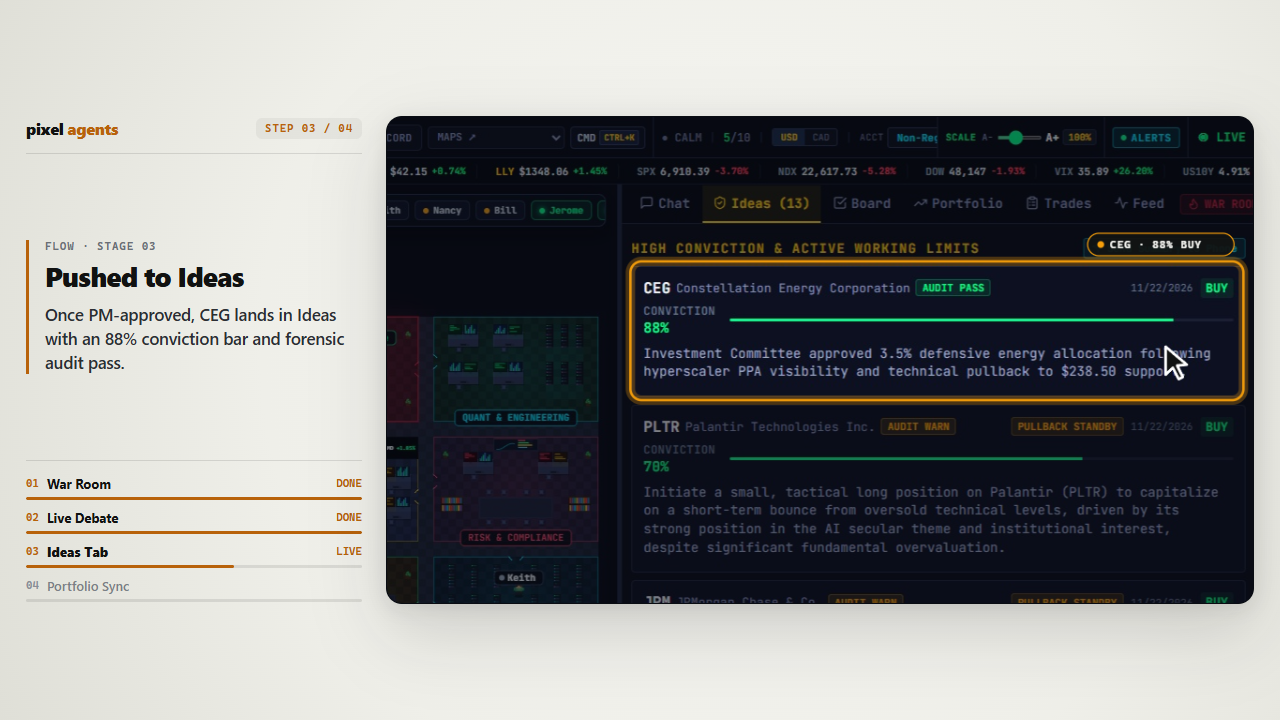 pixel agents
STEP 03 / 04
FLOW · STAGE 03
Pushed to Ideas
Once PM-approved, CEG lands in Ideas
with an 88% conviction bar and forensic
audit pass.
01 War Room DONE
02 Live Debate DONE
03 Ideas Tab LIVE
04 Portfolio Sync
CORD MAPS ↗ CMD CTRL+K CALM 5/10 USD CAD ACCT Non-Reg SCALE A- A+ 100% ALERTS LIVE
$42.15 +0.74% LLY $1348.06 +1.45% SPX 6,910.39 -3.70% NDX 22,617.73 -5.28% DOW 48,147 -1.93% VIX 35.89 +26.20% US10Y 4.91%
ith Nancy Bill Jerome
Chat Ideas (13) Board Portfolio Trades Feed WAR ROO
HIGH CONVICTION & ACTIVE WORKING LIMITS
CEG · 88% BUY
CEG Constellation Energy Corporation AUDIT PASS 11/22/2026 BUY
CONVICTION
88%
Investment Committee approved 3.5% defensive energy allocation following
hyperscaler PPA visibility and technical pullback to $238.50 suppo
PLTR Palantir Technologies Inc. AUDIT WARN PULLBACK STANDBY 11/22/2026 BUY
CONVICTION
70%
Initiate a small, tactical long position on Palantir (PLTR) to capitalize
on a short-term bounce from oversold technical levels, driven by its
strong position in the AI secular theme and institutional interest,
despite significant fundamental overvaluation.
JPM JPMorgan Chase & Co. AUDIT WARN PULLBACK STANDBY 11/22/2026 BUY
QUANT & ENGINEERING
RISK & COMPLIANCE
Keith